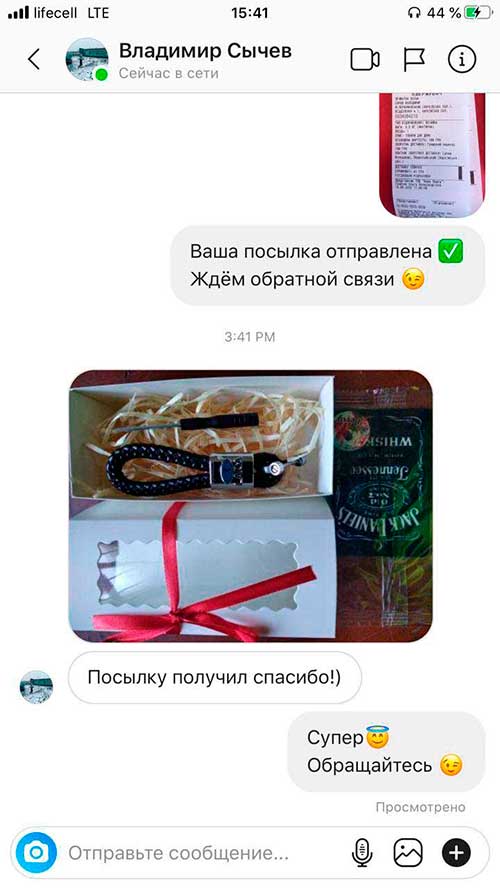 lifecell LTE
15:41
44 %
Владимир Сычев
Сейчас в сети
Ваша посылка отправлена
Ждём обратной связи
3:41 PM
WHISKEY
Tennessee
JACK DANIEL'S
Посылку получил спасибо!)
Супер
Обращайтесь
Просмотрено
Отправьте сообщение...